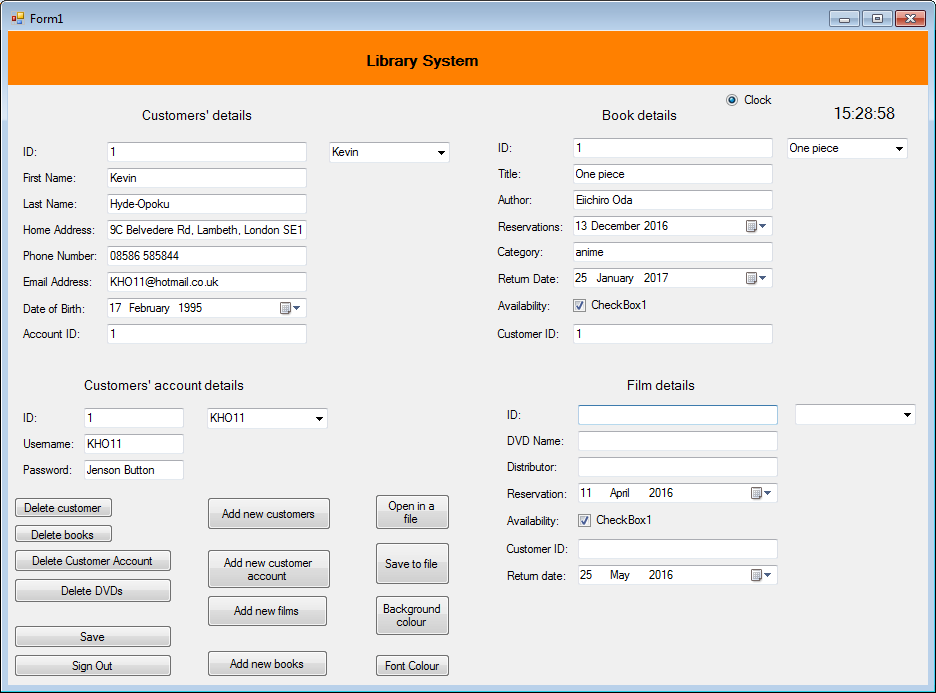 Form1
Library System
Clock
15:28:58
Customers' details
ID:
1
Kevin
First Name:
Kevin
Last Name:
Hyde-Opoku
Home Address:
9C Belvedere Rd, Lambeth, London SE1
Phone Number:
08586 585844
Email Address:
KHO11@hotmail.co.uk
Date of Birth:
17 February 1995
Account ID:
1
Book details
ID:
1
One piece
Title:
One piece
Author:
Eiichiro Oda
Reservations:
13 December 2016
Category:
anime
Return Date:
25 January 2017
Availability:
CheckBox1
Customer ID:
1
Customers' account details
ID:
1
KHO11
Username:
KHO11
Password:
Jenson Button
Film details
ID:
DVD Name:
Distributor:
Reservation:
11 April 2016
Availability:
CheckBox1
Customer ID:
Return date:
25 May 2016
Delete customer
Delete books
Delete Customer Account
Delete DVDs
Save
Sign Out
Add new customers
Add new customer
account
Add new films
Add new books
Open in a
file
Save to file
Background
colour
Font Colour